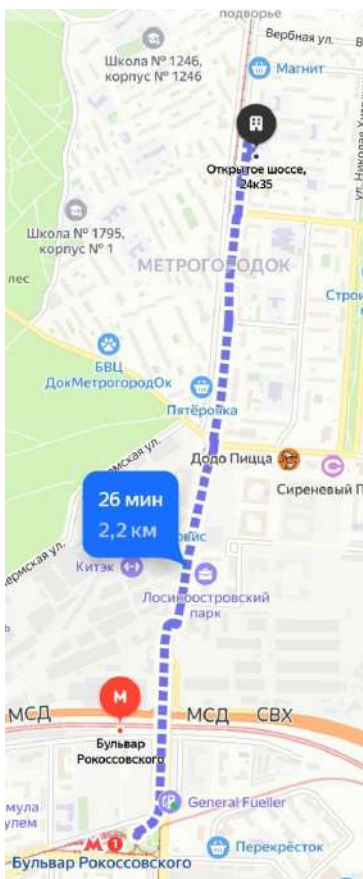 подворье
Вербная ул.
Школа № 1246,
корпус № 1246
Магнит
Открытое шоссе,
24к35
Школа № 1795,
корпус № 1
лес
МЕТРОГОРОДОК
БВЦ
ДокМетрогородОк
Пятёрочка
Додо Пицца
Сиреневый П
26 мин
2,2 км
Китэк
Лосиноостровский
парк
М
МСД
МСД СВХ
Бульвар
Рокоссовского
General Fueller
М 1
Бульвар Рокоссовского
Перекрёсток